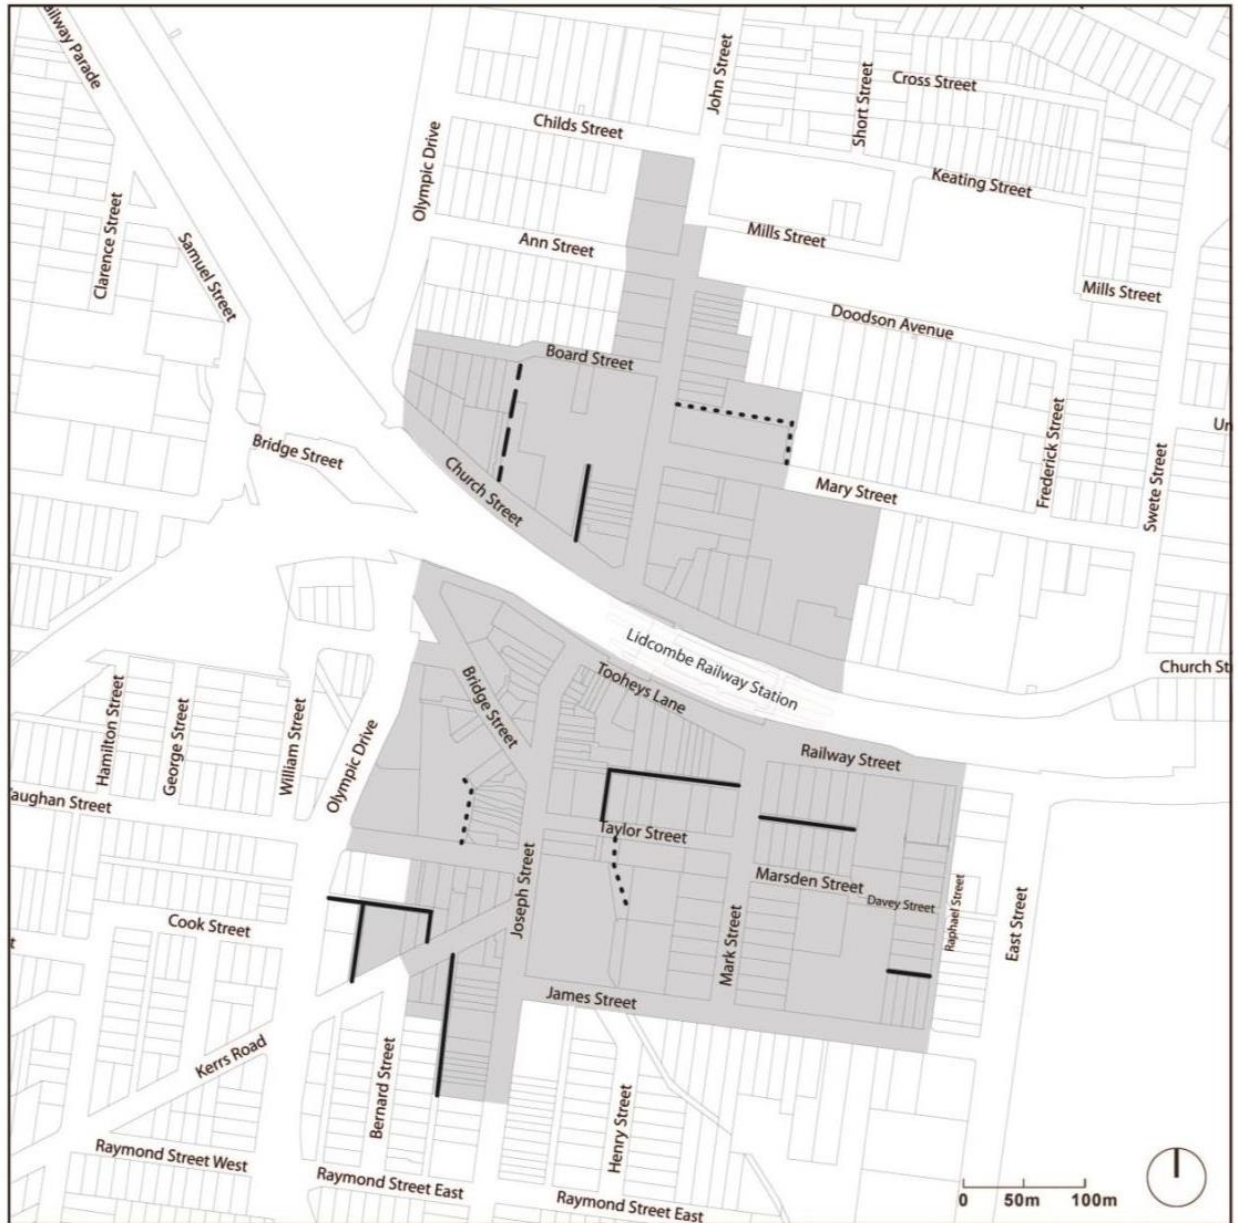 ailway Parade
John Street
Cross Street
Short Street
Childs Street
Olympic Drive
Keating Street
Clarence Street
Samuel Street
Ann Street
Mills Street
Mills Street
Doodson Avenue
Board Street
Bridge Street
Church Street
Mary Street
Frederick Street
Swete Street
Un
Lidcombe Railway Station
Church St
Tooheys Lane
Bridge Street
Hamilton Street
George Street
William Street
Olympic Drive
Railway Street
aughan Street
Taylor Street
Joseph Street
Marsden Street
Davey Street
Raphael Street
East Street
Cook Street
t
Mark Street
James Street
Kerrs Road
Bernard Street
Henry Street
Raymond Street West
Raymond Street East
Raymond Street East
0 50m 100m